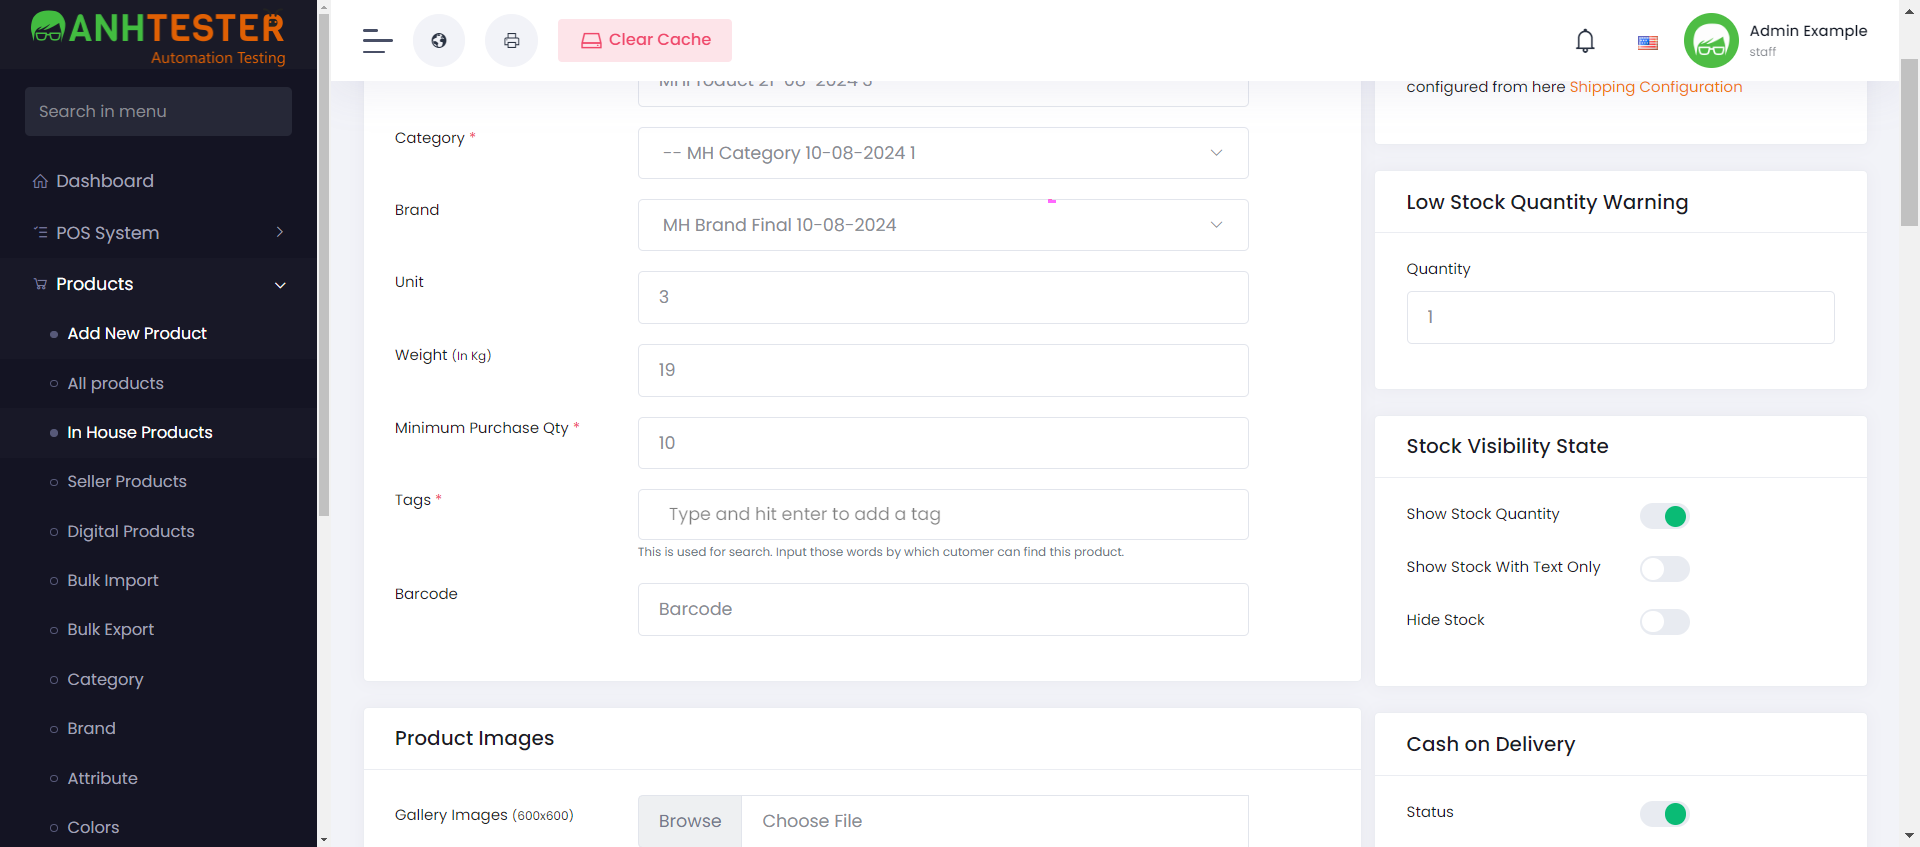 ANHTESTER
Automation Testing
Search in menu
Dashboard
POS System
Products
Add New Product
All products
In House Products
Seller Products
Digital Products
Bulk Import
Bulk Export
Category
Brand
Attribute
Colors
Clear Cache
Admin Example
staff
MHProduct 21-08-2024 3
Category *
-- MH Category 10-08-2024 1
Brand
MH Brand Final 10-08-2024
Unit
3
Weight (In Kg)
19
Minimum Purchase Qty *
10
Tags *
Type and hit enter to add a tag
This is used for search. Input those words by which cutomer can find this product.
Barcode
Barcode
Product Images
Gallery Images (600x600)
Browse
Choose File
configured from here Shipping Configuration
Low Stock Quantity Warning
Quantity
1
Stock Visibility State
Show Stock Quantity
Show Stock With Text Only
Hide Stock
Cash on Delivery
Status